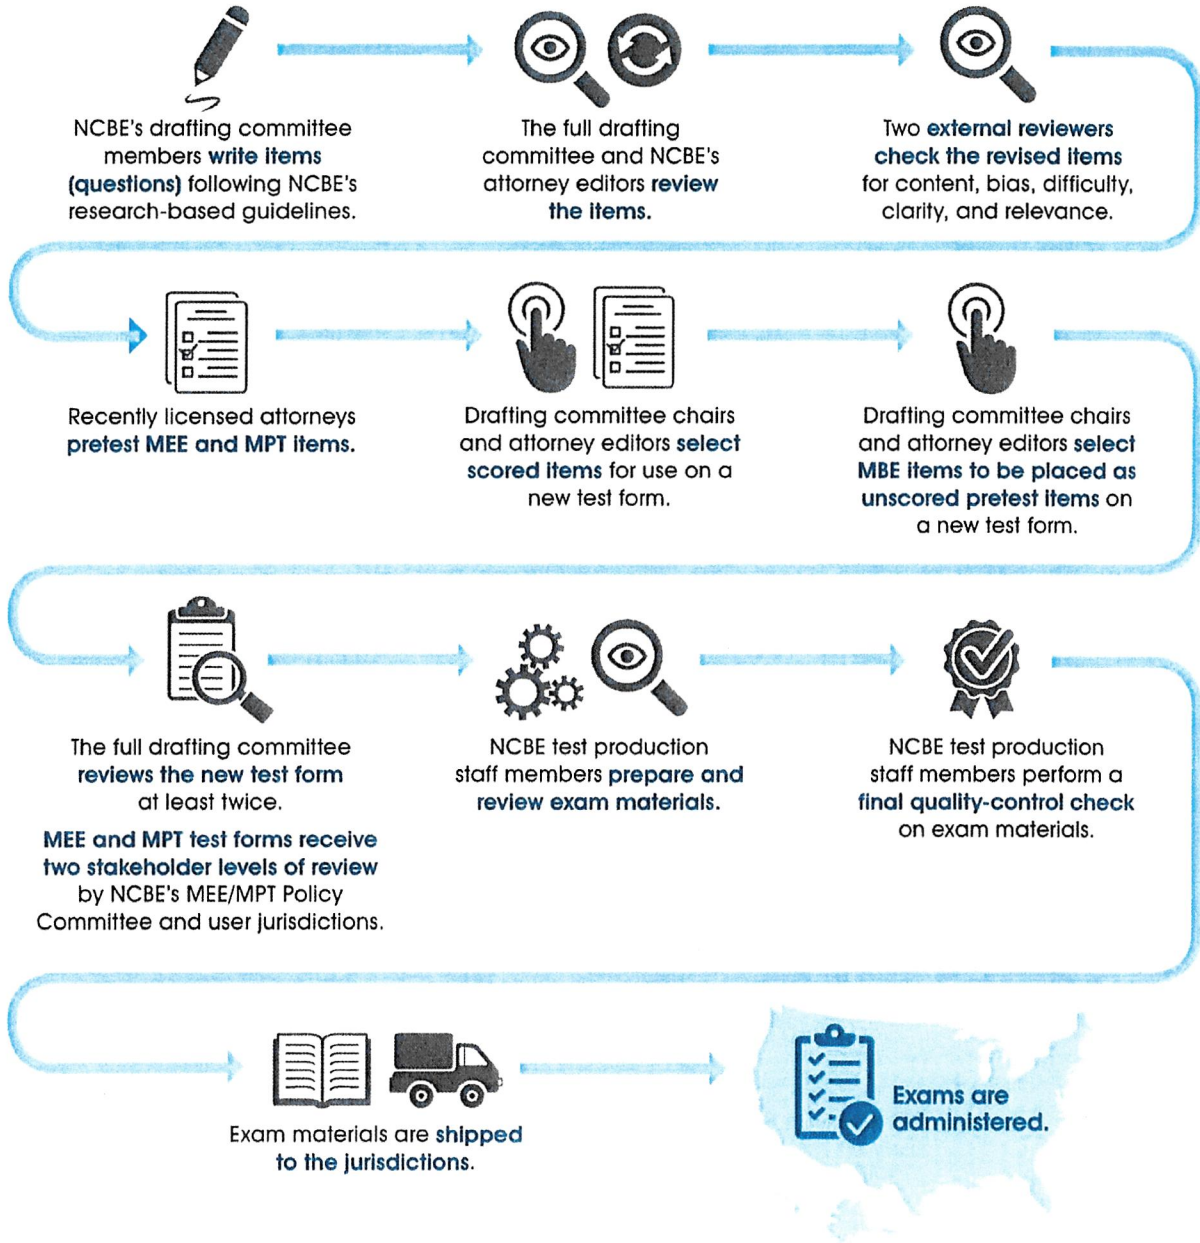 NCBE's drafting committee
members write items
(questions) following NCBE's
research-based guidelines.
The full drafting
committee and NCBE's
attorney editors review
the items.
Two external reviewers
check the revised items
for content, bias, difficulty,
clarity, and relevance.
Recently licensed attorneys
pretest MEE and MPT items.
Drafting committee chairs
and attorney editors select
scored items for use on a
new test form.
Drafting committee chairs
and attorney editors select
MBE items to be placed as
unscored pretest items on
a new test form.
The full drafting committee
reviews the new test form
at least twice.
MEE and MPT test forms receive
two stakeholder levels of review
by NCBE's MEE/MPT Policy
Committee and user jurisdictions.
NCBE test production
staff members prepare and
review exam materials.
NCBE test production
staff members perform a
final quality-control check
on exam materials.
Exam materials are shipped
to the jurisdictions.
Exams are
administered.